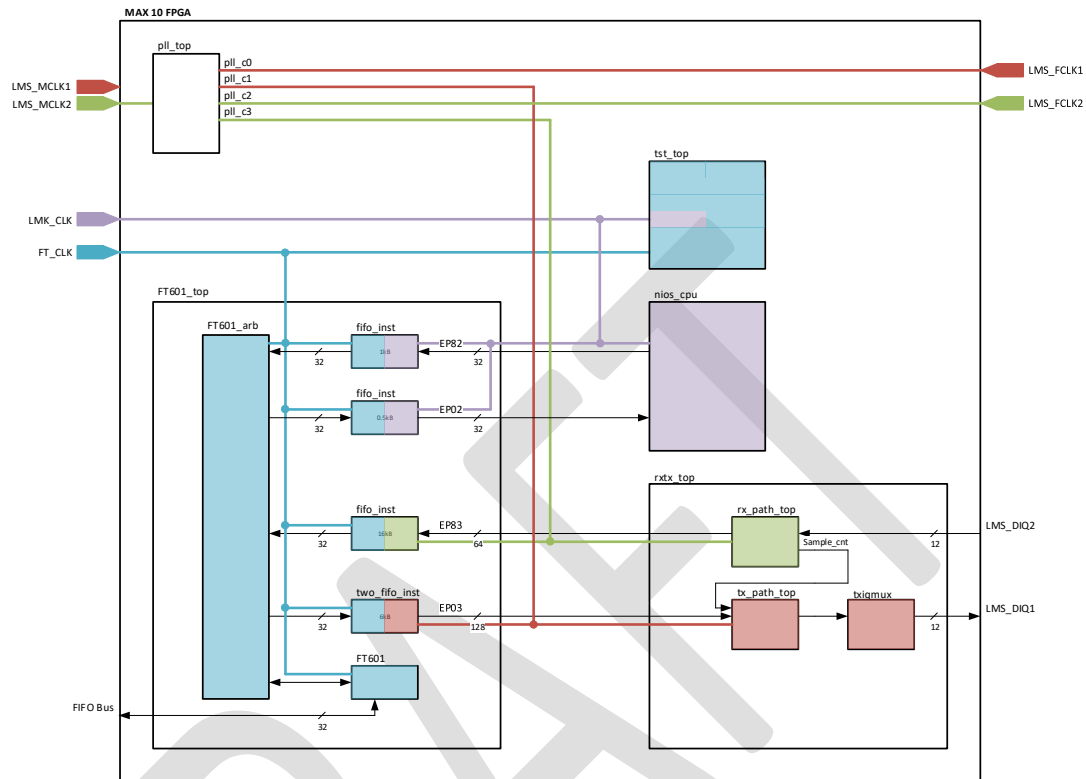 MAX 10 FPGA
pll_top
pll_c0
LMS_FCLK1
pll_c1
LMS_MCLK1
pll_c2
LMS_MCLK2
LMS_FCLK2
pll_c3
tst_top
LMK_CLK
FT_CLK
FT601_top
nios_cpu
FT601_arb
fifo_inst
EP82
1kB
32
32
fifo_inst
EP02
0.5kB
32
32
rxtx_top
fifo_inst
rx_path_top
EP83
LMS_DIQ2
16kB
32
64
Sample_cnt
12
two_fifo_inst
tx_path_top
txiqmux
EP03
LMS_DIQ1
6kB
32
128
12
FT601
FIFO Bus
32
DRAFT